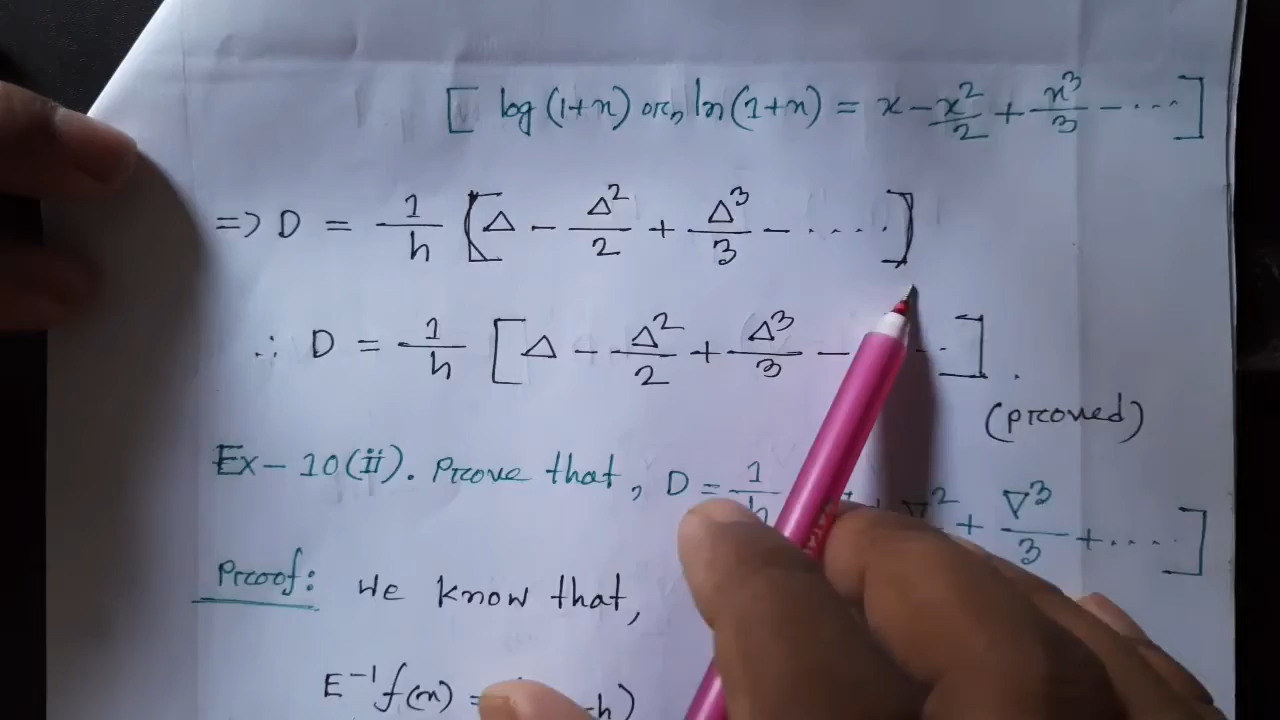 [ log (1+x) or, ln (1+x) = x - x²/2 + x³/3 - .... ]
=> D = 1/h [ Δ - Δ²/2 + Δ³/3 - ..... ]
∴ D = 1/h [ Δ - Δ²/2 + Δ³/3 - .. ] .
(proved)
Ex - 10(ii). Prove that, D = 1/h + ∇² + ∇³/3 + .... ]
Proof: We know that,
E⁻¹ f(x) = -h)